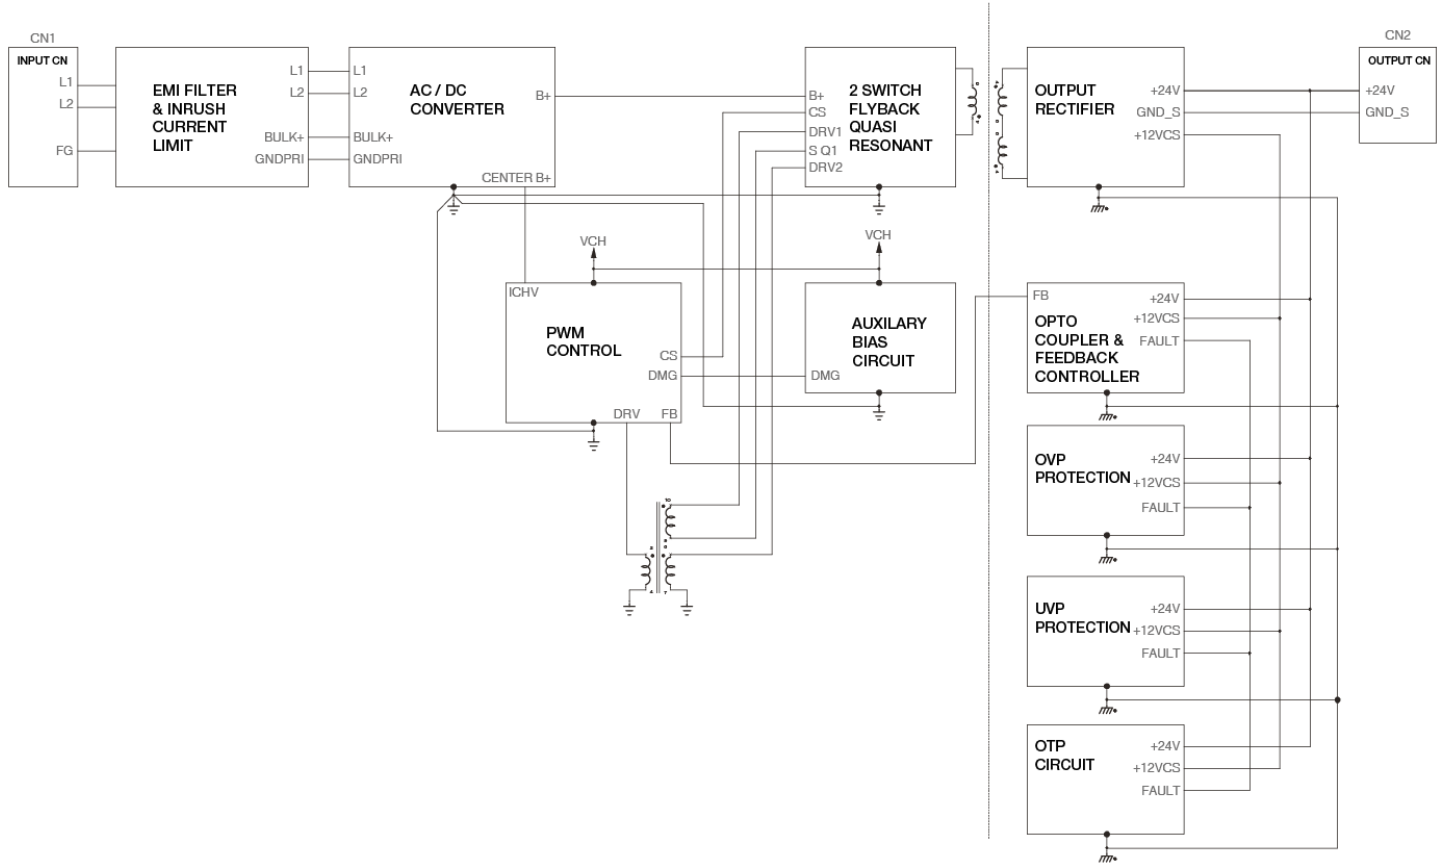 CN1
INPUT CN
L1
L2
FG
EMI FILTER
& INRUSH
CURRENT
LIMIT
L1
L2
BULK+
GNDPRI
L1
L2
BULK+
GNDPRI
AC / DC
CONVERTER
B+
CENTER B+
B+
CS
DRV1
S Q1
DRV2
2 SWITCH
FLYBACK
QUASI
RESONANT
OUTPUT
RECTIFIER
+24V
GND_S
+12VCS
CN2
OUTPUT CN
+24V
GND_S
VCH
VCH
ICHV
PWM
CONTROL
CS
DMG
DRV
FB
AUXILARY
BIAS
CIRCUIT
DMG
FB
OPTO
COUPLER &
FEEDBACK
CONTROLLER
+24V
+12VCS
FAULT
OVP
PROTECTION
+24V
+12VCS
FAULT
10
7
UVP
PROTECTION
+24V
+12VCS
FAULT
OTP
CIRCUIT
+24V
+12VCS
FAULT